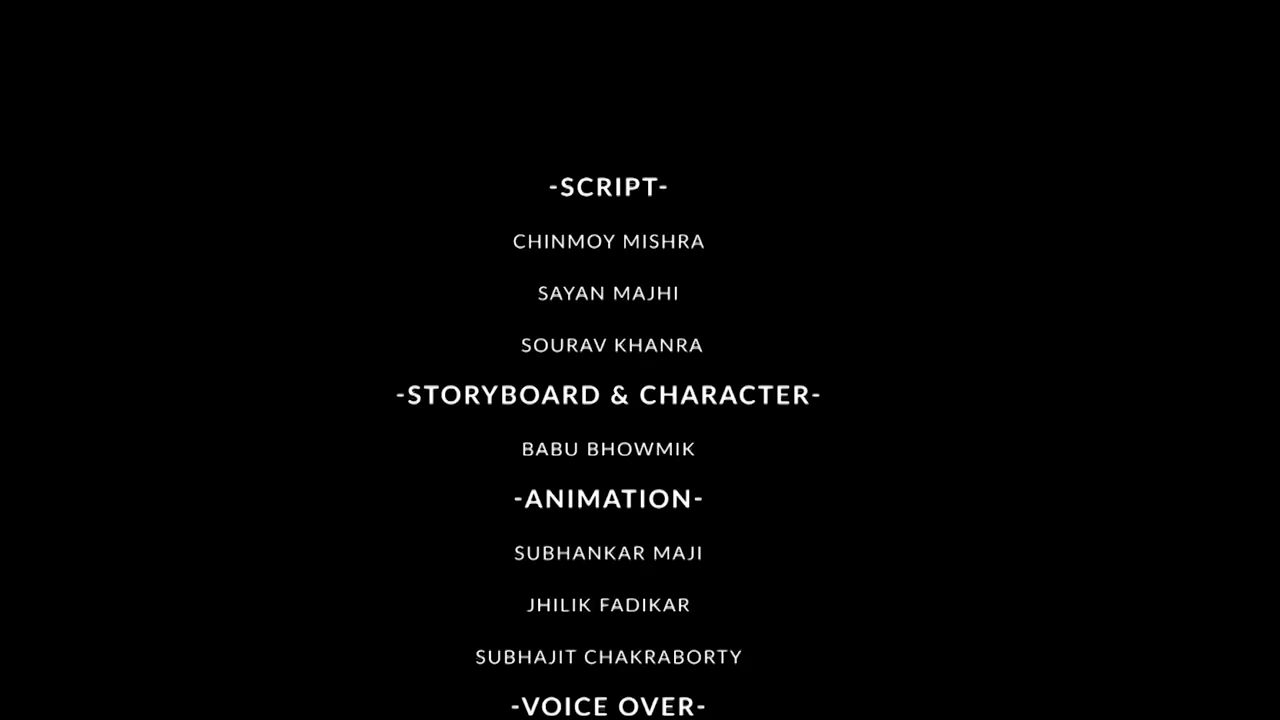 -SCRIPT-
CHINMOY MISHRA
SAYAN MAJHI
SOURAV KHANRA
-STORYBOARD & CHARACTER-
BABU BHOWMIK
-ANIMATION-
SUBHANKAR MAJI
JHILIK FADIKAR
SUBHAJIT CHAKRABORTY
-VOICE OVER-